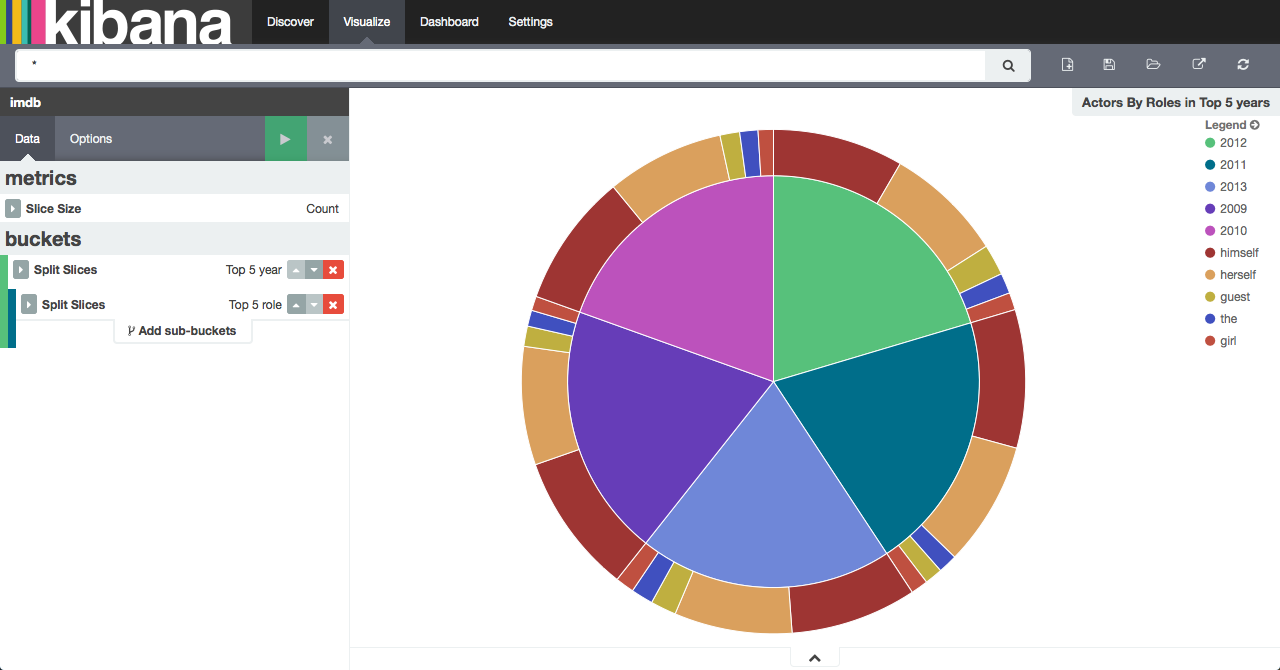 kibana
Discover
Visualize
Dashboard
Settings
*
imdb
Actors By Roles in Top 5 years
Data
Options
Legend
2012
2011
2013
2009
2010
himself
herself
guest
the
girl
metrics
Slice Size Count
buckets
Split Slices Top 5 year
Split Slices Top 5 role
Add sub-buckets